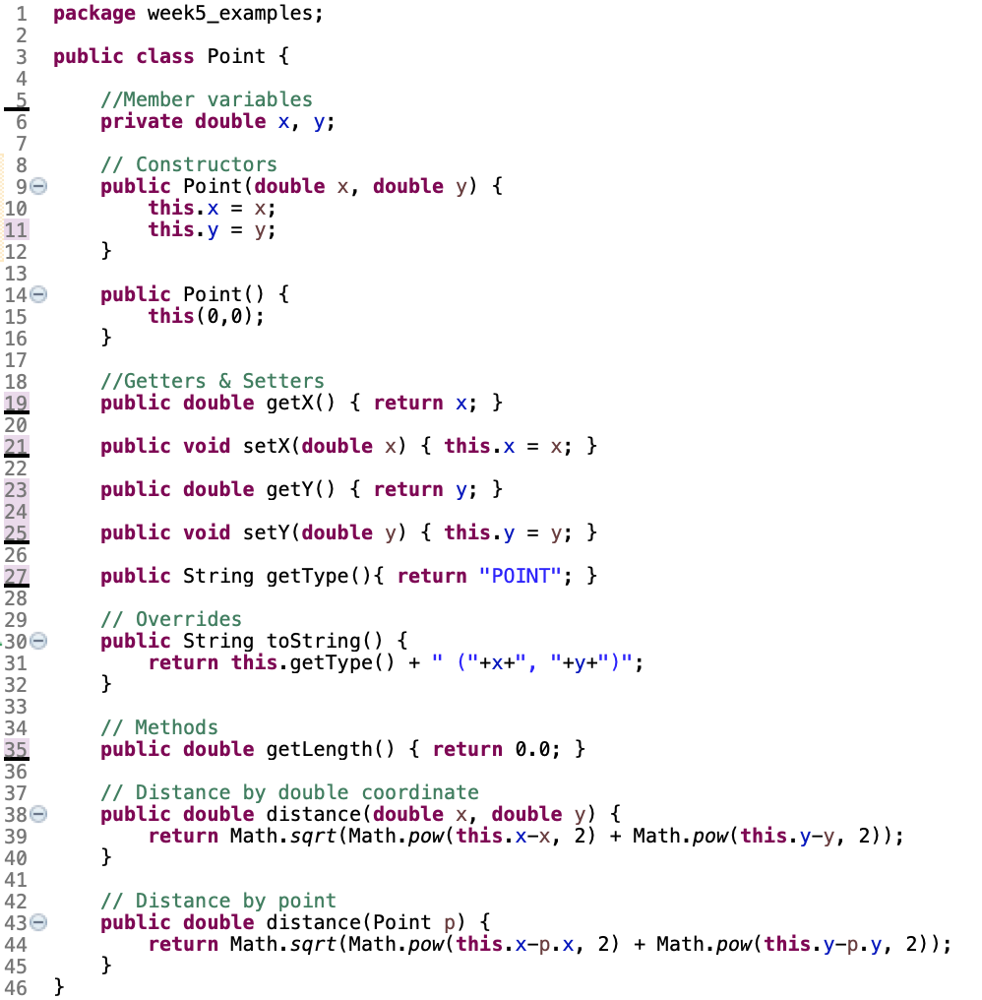 1 package week5_examples;
2
3 public class Point {
4
5     //Member variables
6     private double x, y;
7
8     // Constructors
9     public Point(double x, double y) {
10         this.x = x;
11         this.y = y;
12     }
13
14     public Point() {
15         this(0,0);
16     }
17
18     //Getters & Setters
19     public double getX() { return x; }
20
21     public void setX(double x) { this.x = x; }
22
23     public double getY() { return y; }
24
25     public void setY(double y) { this.y = y; }
26
27     public String getType(){ return "POINT"; }
28
29     // Overrides
30     public String toString() {
31         return this.getType() + " ("+x+", "+y+")";
32     }
33
34     // Methods
35     public double getLength() { return 0.0; }
36
37     // Distance by double coordinate
38     public double distance(double x, double y) {
39         return Math.sqrt(Math.pow(this.x-x, 2) + Math.pow(this.y-y, 2));
40     }
41
42     // Distance by point
43     public double distance(Point p) {
44         return Math.sqrt(Math.pow(this.x-p.x, 2) + Math.pow(this.y-p.y, 2));
45     }
46 }